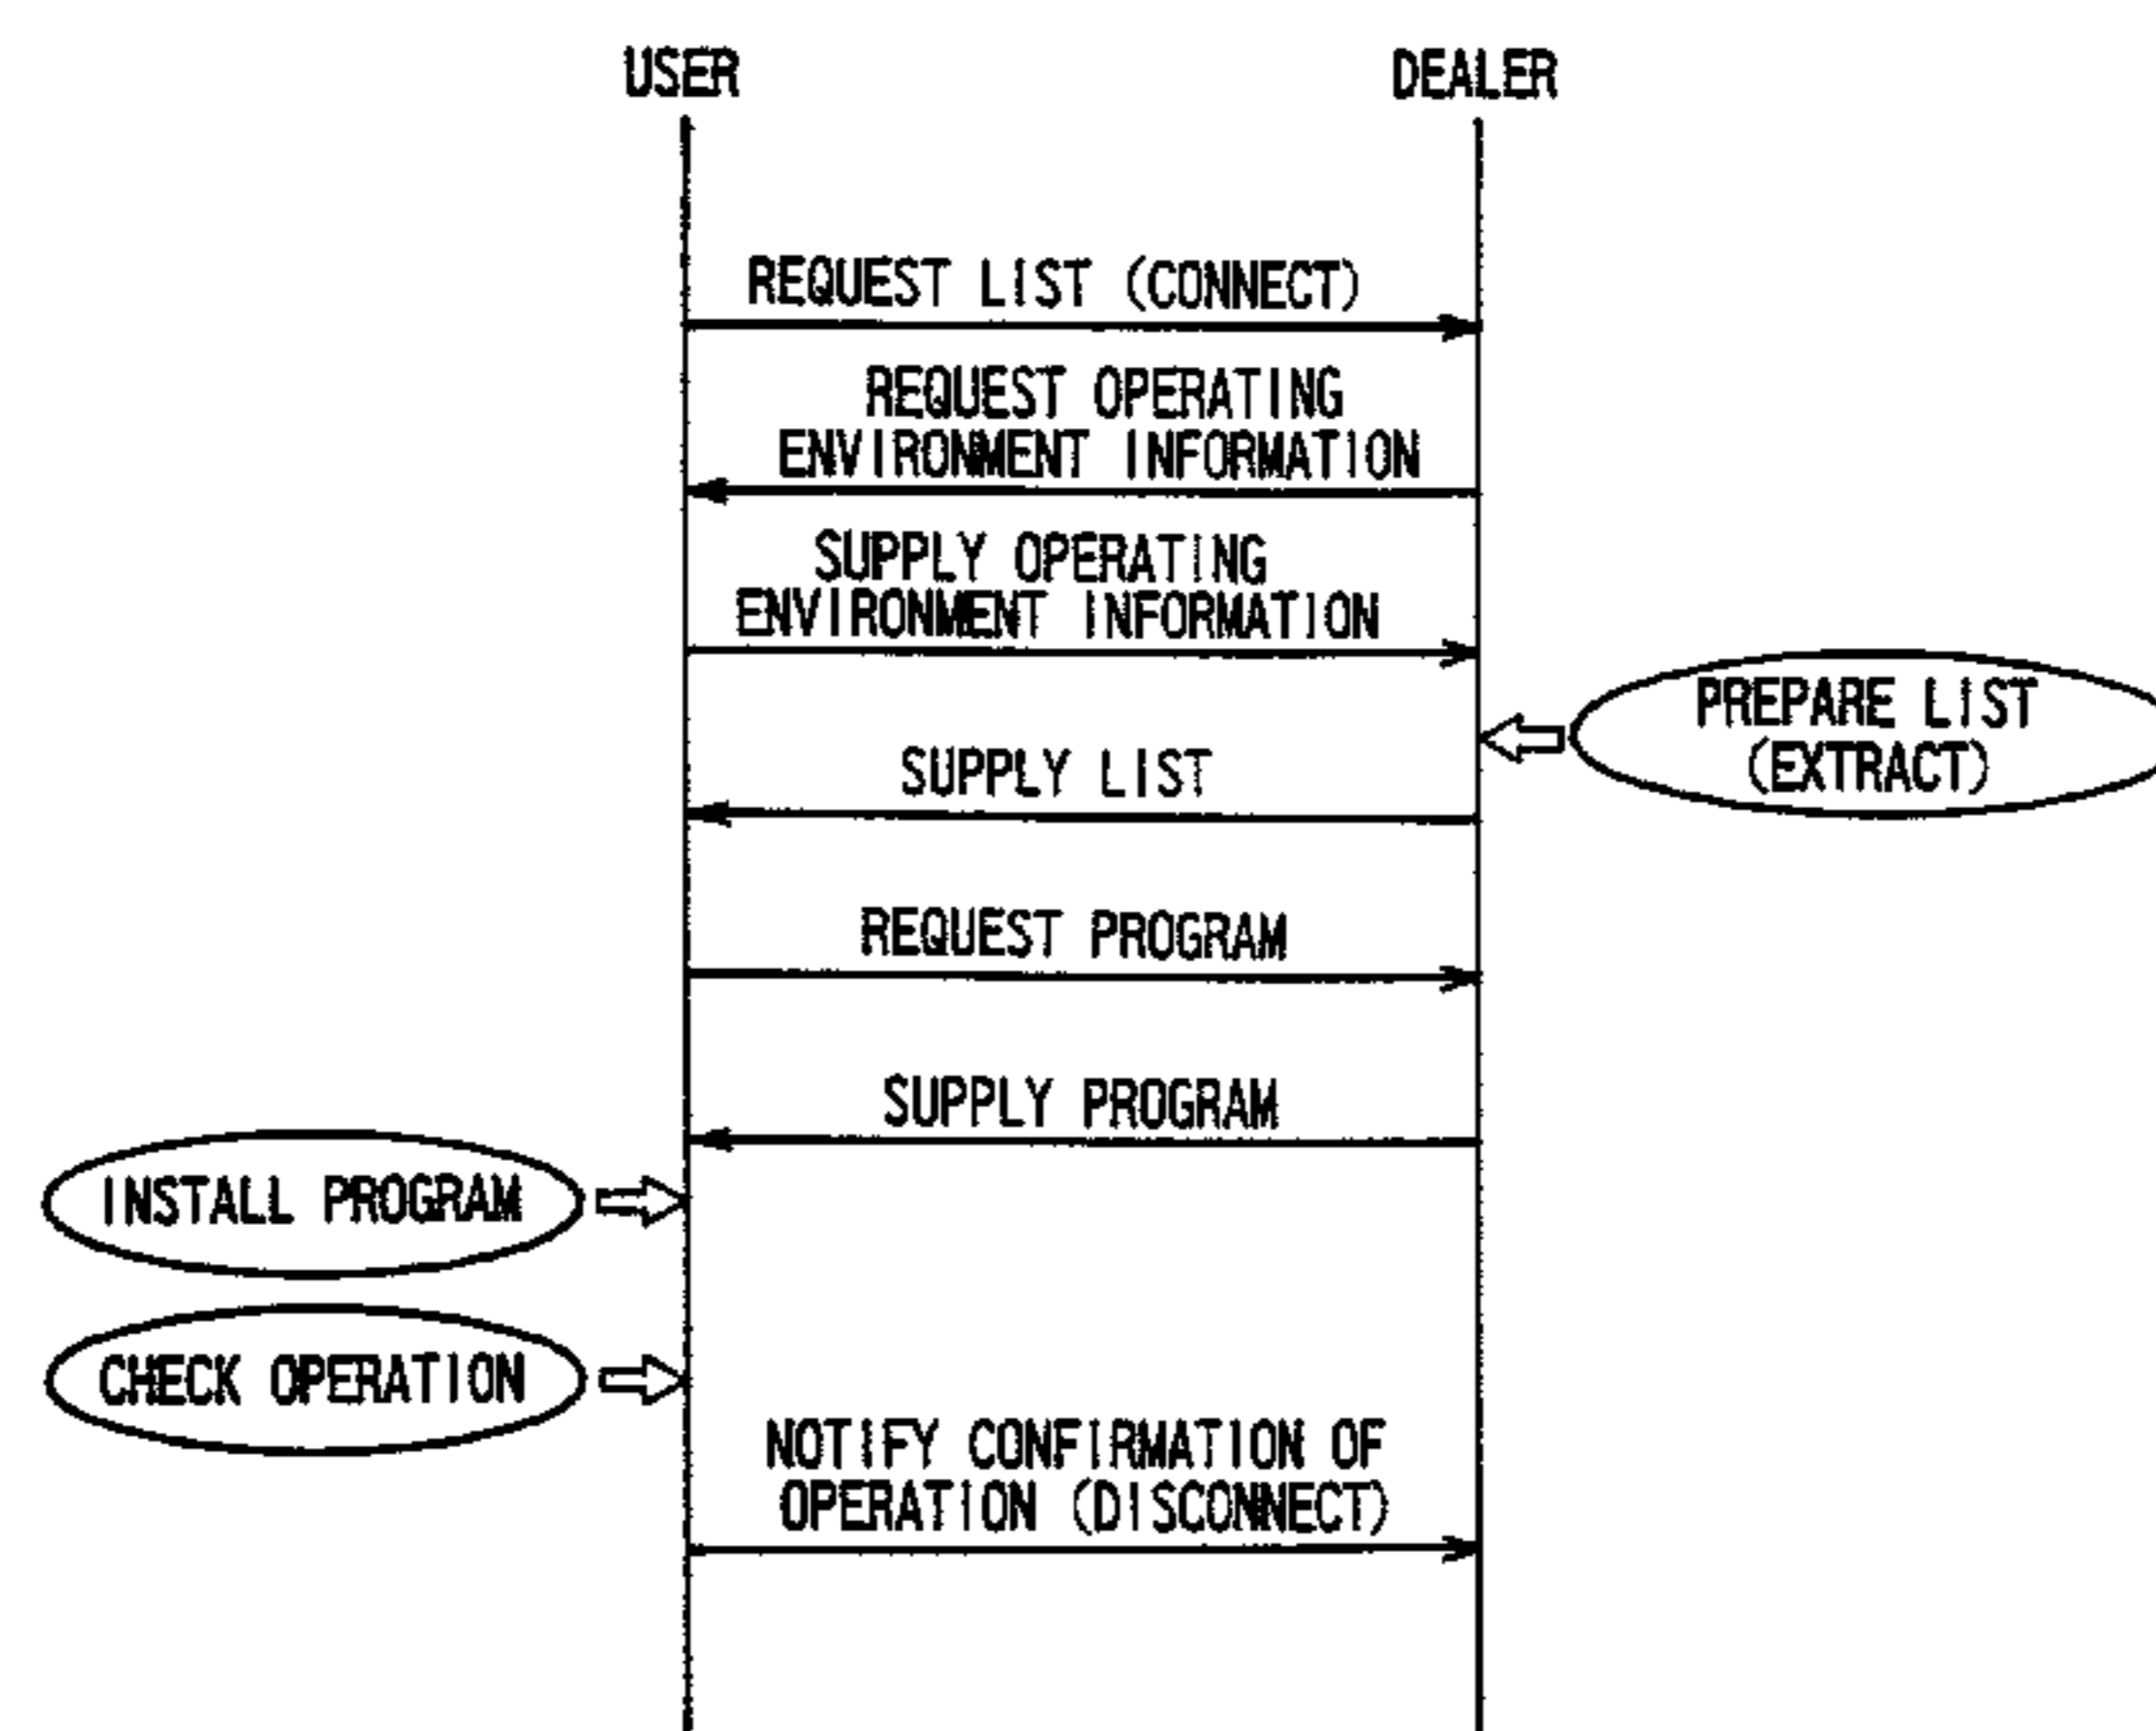 USER
DEALER
REQUEST LIST (CONNECT)
REQUEST OPERATING
ENVIRONMENT INFORMATION
SUPPLY OPERATING
ENVIRONMENT INFORMATION
PREPARE LIST
(EXTRACT)
SUPPLY LIST
REQUEST PROGRAM
SUPPLY PROGRAM
INSTALL PROGRAM
CHECK OPERATION
NOTIFY CONFIRMATION OF
OPERATION (DISCONNECT)